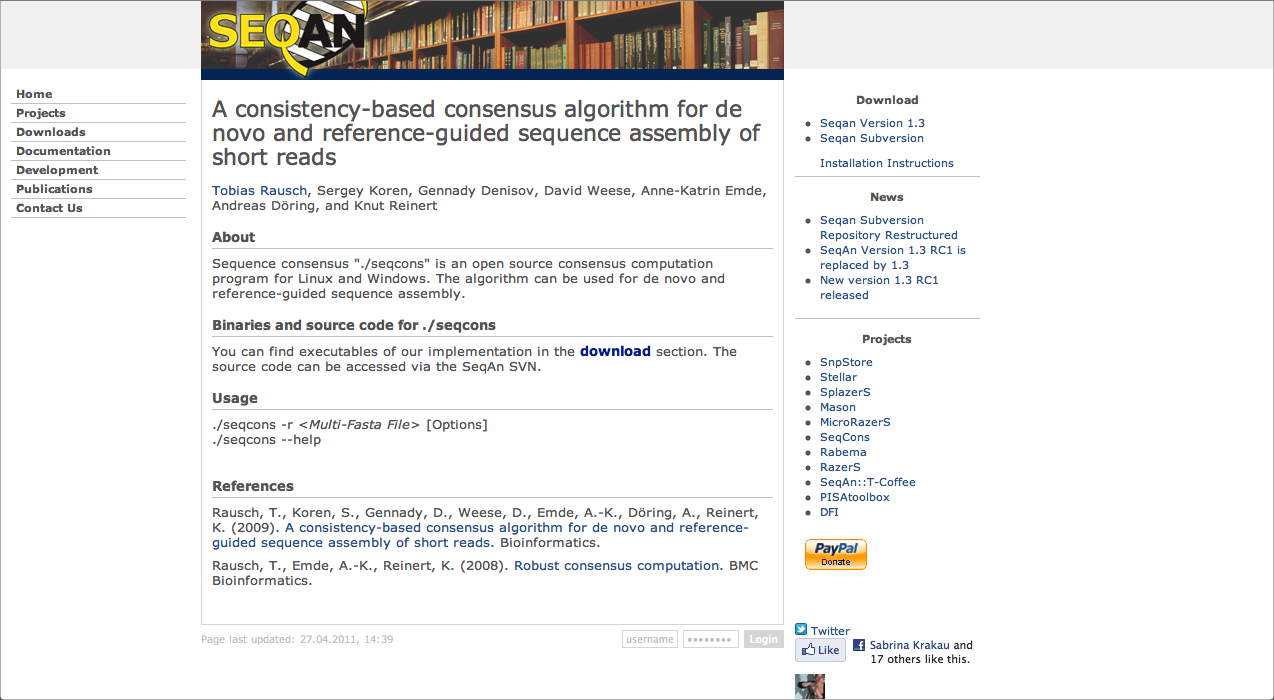 SEQAN
Home
Projects
Downloads
Documentation
Development
Publications
Contact Us
A consistency-based consensus algorithm for de
novo and reference-guided sequence assembly of
short reads
Tobias Rausch, Sergey Koren, Gennady Denisov, David Weese, Anne-Katrin Emde,
Andreas Döring, and Knut Reinert
About
Sequence consensus "./seqcons" is an open source consensus computation
program for Linux and Windows. The algorithm can be used for de novo and
reference-guided sequence assembly.
Binaries and source code for ./seqcons
You can find executables of our implementation in the download section. The
source code can be accessed via the SeqAn SVN.
Usage
./seqcons -r <Multi-Fasta File> [Options]
./seqcons --help
References
Rausch, T., Koren, S., Gennady, D., Weese, D., Emde, A.-K., Döring, A., Reinert,
K. (2009). A consistency-based consensus algorithm for de novo and reference-
guided sequence assembly of short reads. Bioinformatics.
Rausch, T., Emde, A.-K., Reinert, K. (2008). Robust consensus computation. BMC
Bioinformatics.
Page last updated: 27.04.2011, 14:39
username
••••••••
Login
Download
Seqan Version 1.3
Seqan Subversion
Installation Instructions
News
Seqan Subversion
Repository Restructured
SeqAn Version 1.3 RC1 is
replaced by 1.3
New version 1.3 RC1
released
Projects
SnpStore
Stellar
SplazerS
Mason
MicroRazerS
SeqCons
Rabema
RazerS
SeqAn::T-Coffee
PISAtoolbox
DFI
PayPal
Donate
Twitter
Like
Sabrina Krakau and
17 others like this.